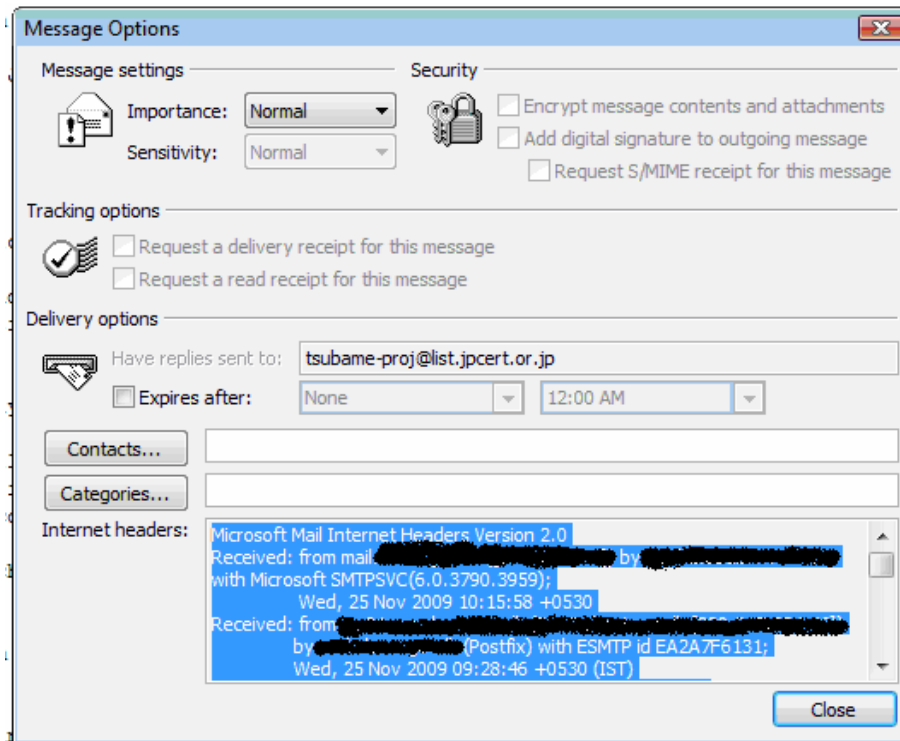 Message Options
Message settings
Security
Importance:
Normal
Encrypt message contents and attachments
Sensitivity:
Normal
Add digital signature to outgoing message
Request S/MIME receipt for this message
Tracking options
Request a delivery receipt for this message
Request a read receipt for this message
Delivery options
Have replies sent to:
tsubame-proj@list.jpcert.or.jp
Expires after:
None
12:00 AM
Contacts...
Categories...
Internet headers:
Microsoft Mail Internet Headers Version 2.0
Received: from mail by
with Microsoft SMTPSVC(6.0.3790.3959);
Wed, 25 Nov 2009 10:15:58 +0530
Received: from
by (Postfix) with ESMTP id EA2A7F6131;
Wed, 25 Nov 2009 09:28:46 +0530 (IST)
Close